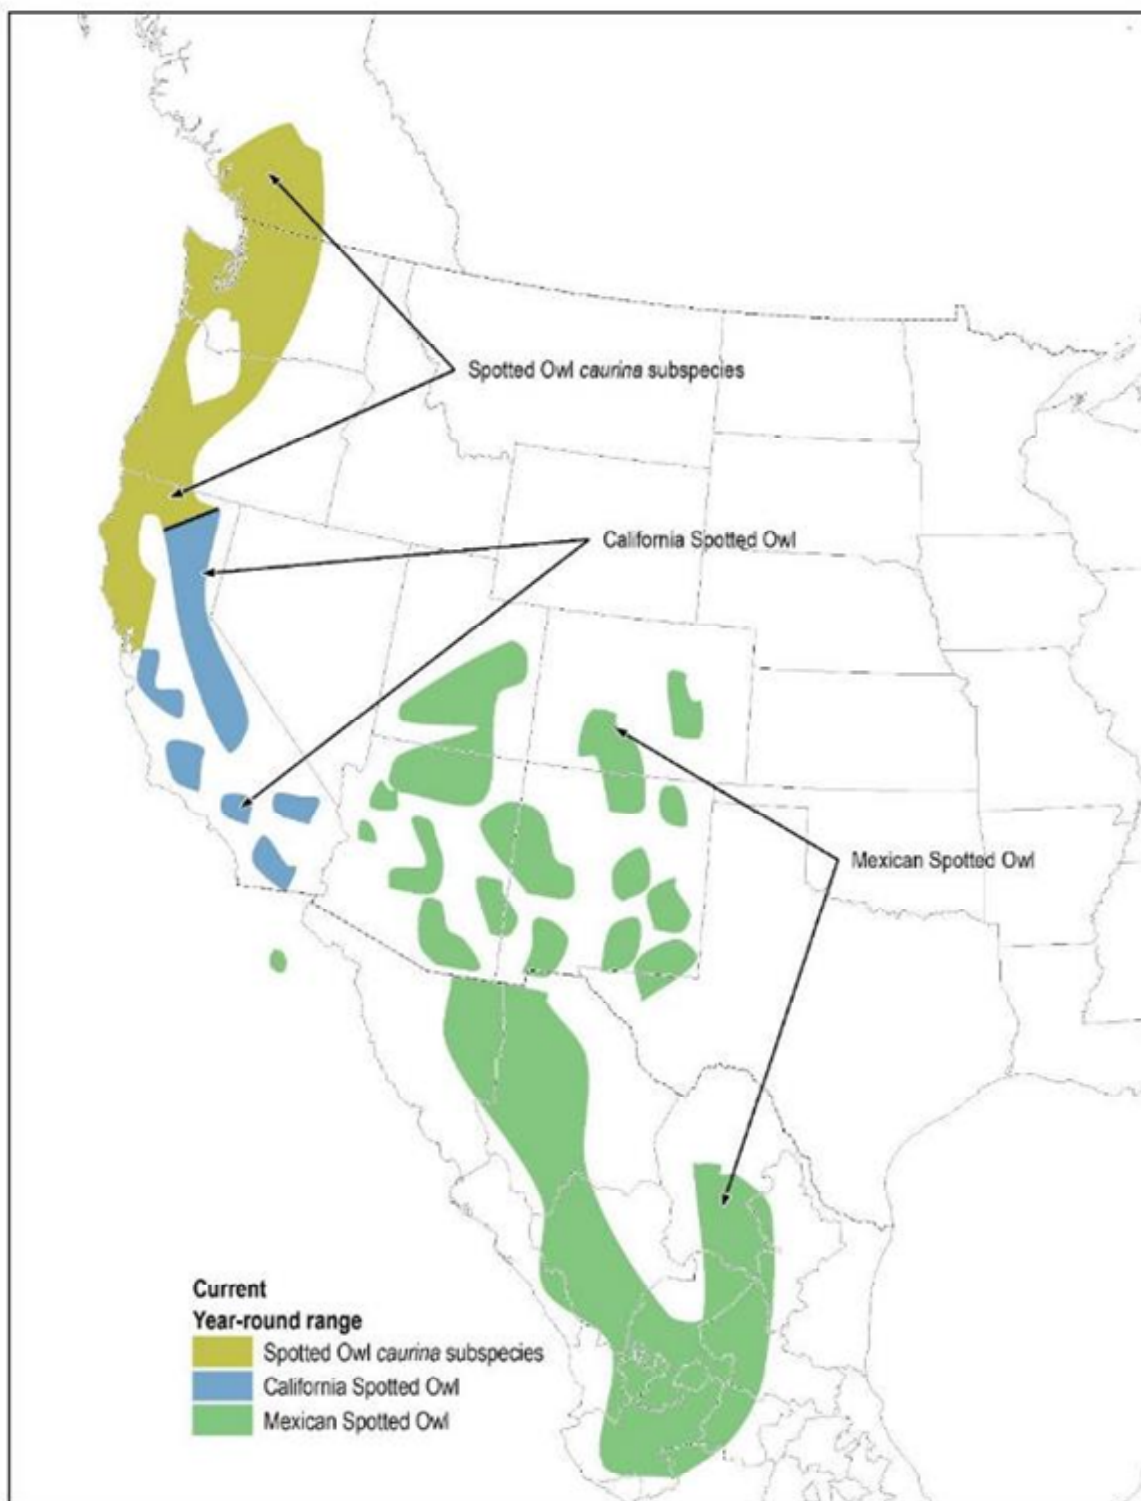 Spotted Owl caurina subspecies
California Spotted Owl
Mexican Spotted Owl
Current
Year-round range
Spotted Owl caurina subspecies
California Spotted Owl
Mexican Spotted Owl